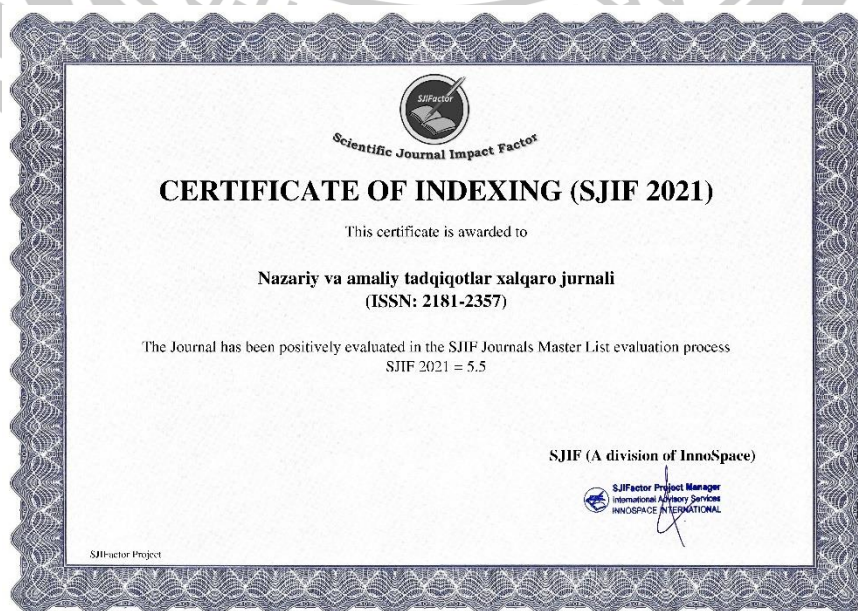 SJIFactor
Scientific Journal Impact Factor
CERTIFICATE OF INDEXING (SJIF 2021)
This certificate is awarded to
Nazariy va amaliy tadqiqotlar xalqaro jurnali
(ISSN: 2181-2357)
The Journal has been positively evaluated in the SJIF Journals Master List evaluation process
SJIF 2021 = 5.5
SJIF (A division of InnoSpace)
SJIFactor Project Manager
International Advisory Services
INNOSPACE INTERNATIONAL
SJIFactor Project